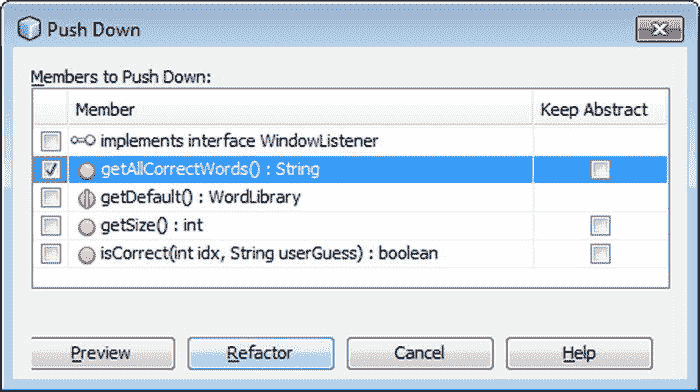 Push Down
Members to Push Down:
Member Keep Abstract
implements interface WindowListener
getAllCorrectWords() : String
getDefault() : WordLibrary
getSize() : int
isCorrect(int idx, String userGuess) : boolean
Preview Refactor Cancel Help